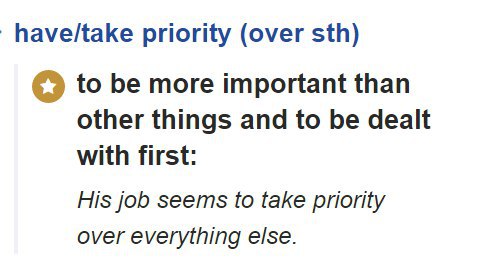 have/take priority (over sth)
to be more important than
other things and to be dealt
with first:
His job seems to take priority
over everything else.